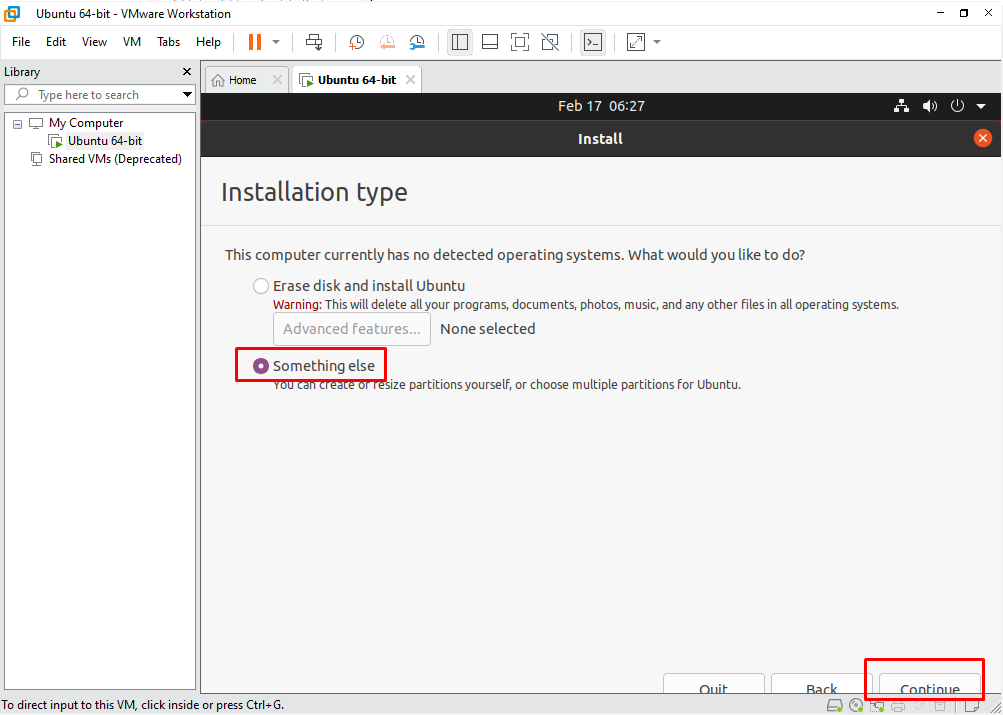 Ubuntu 64-bit - VMware Workstation
File Edit View VM Tabs Help
Library
Home
Ubuntu 64-bit
Type here to search
My Computer
Ubuntu 64-bit
Shared VMs (Deprecated)
Feb 17 06:27
Install
Installation type
This computer currently has no detected operating systems. What would you like to do?
Erase disk and install Ubuntu
Warning: This will delete all your programs, documents, photos, music, and any other files in all operating systems.
Advanced features... None selected
Something else
You can create or resize partitions yourself, or choose multiple partitions for Ubuntu.
Quit Back Continue
To direct input to this VM, click inside or press Ctrl+G.